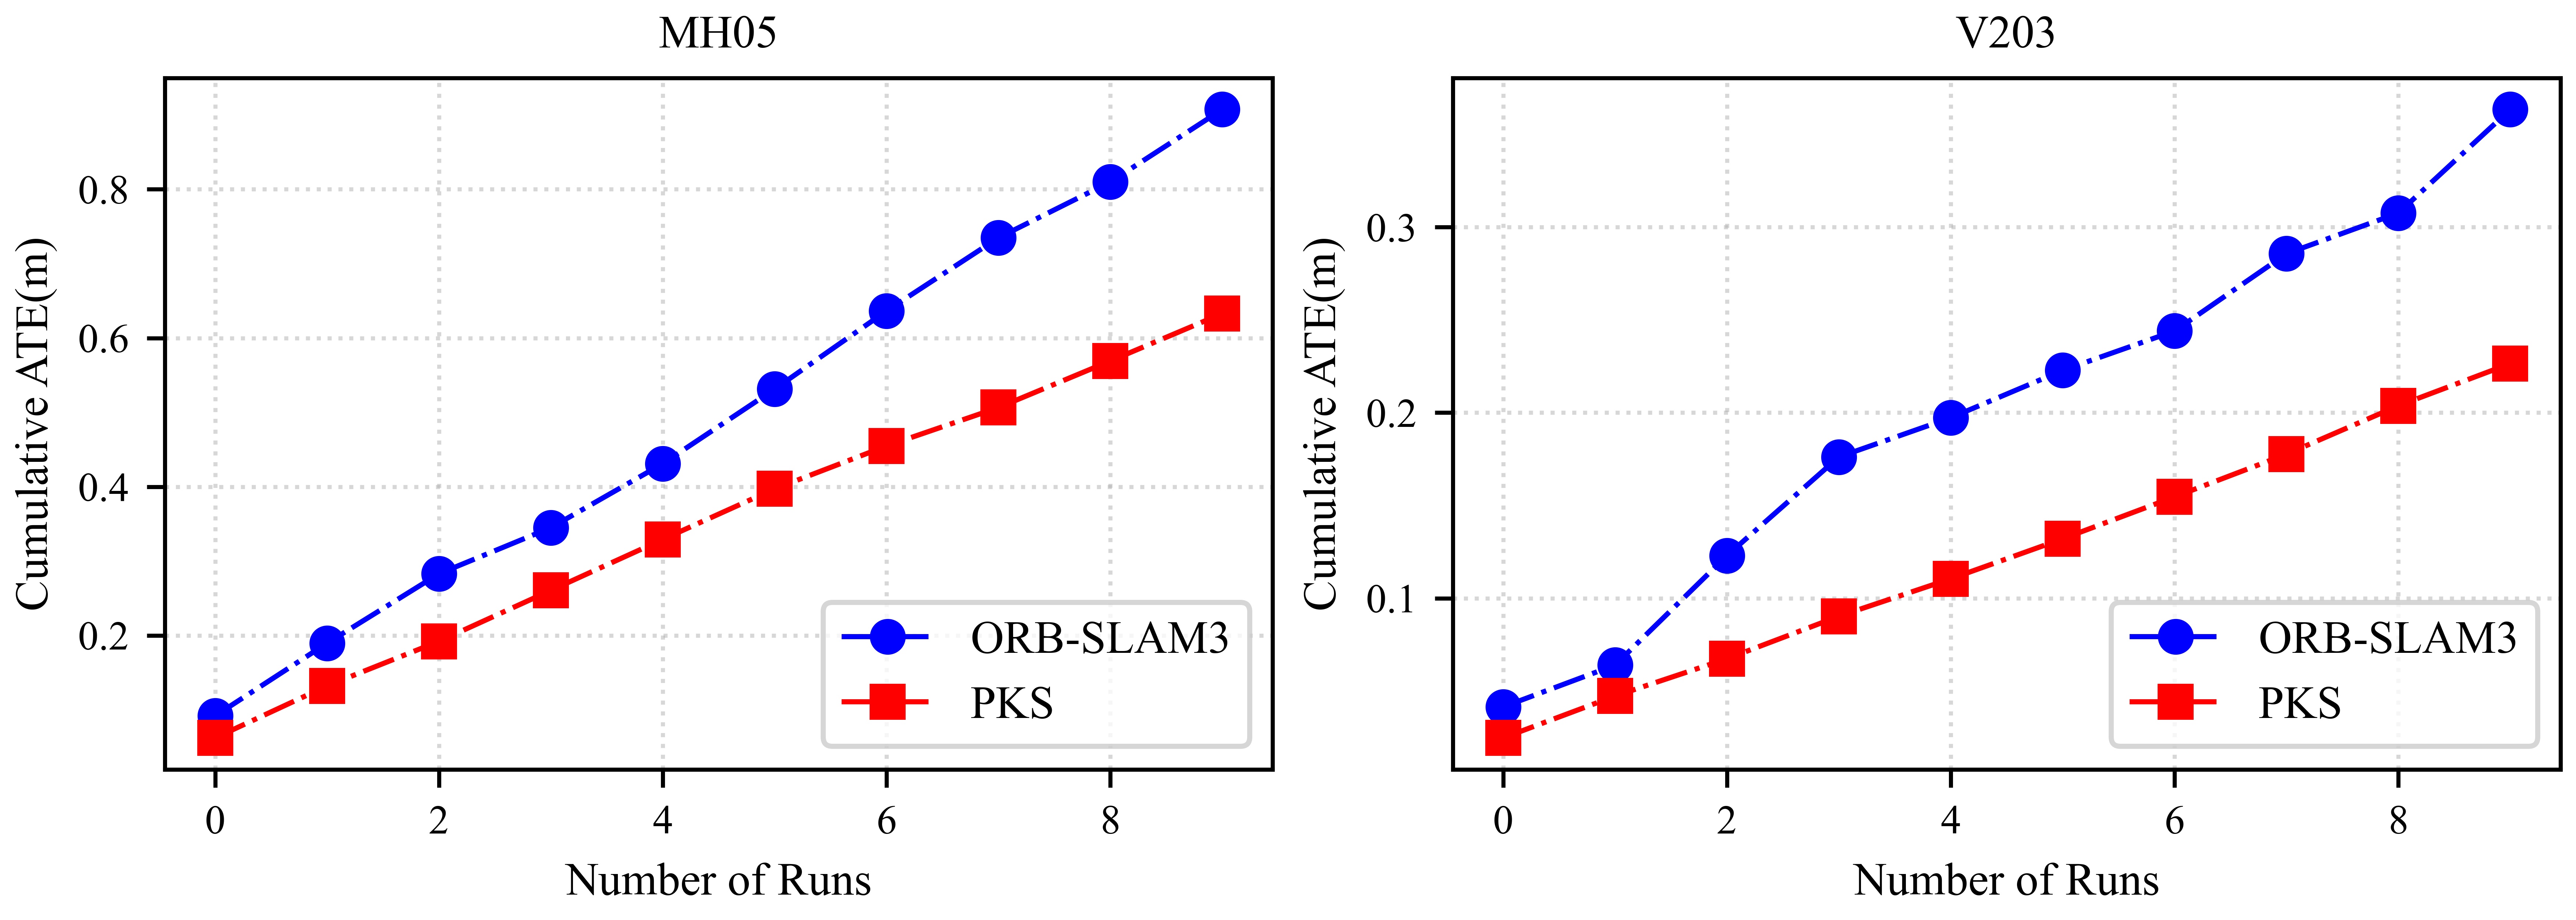 MH05
Cumulative ATE(m)
0.8
0.6
0.4
0.2
0 2 4 6 8
Number of Runs
ORB-SLAM3
PKS
V203
Cumulative ATE(m)
0.3
0.2
0.1
0 2 4 6 8
Number of Runs
ORB-SLAM3
PKS